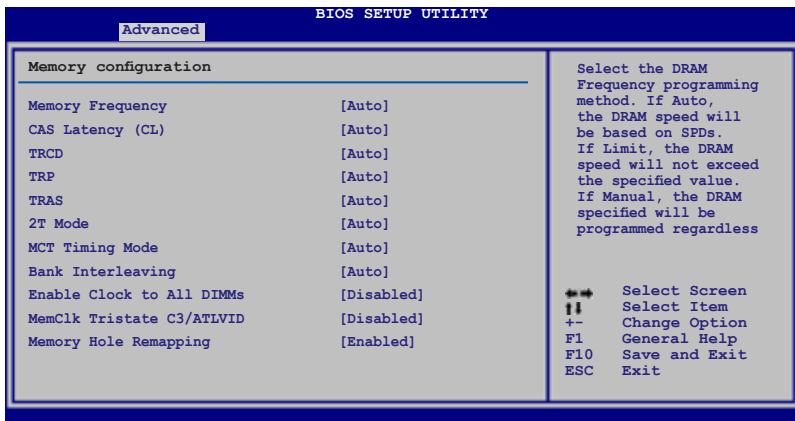 BIOS SETUP UTILITY
Advanced
Memory configuration
Memory Frequency [Auto]
CAS Latency (CL) [Auto]
TRCD [Auto]
TRP [Auto]
TRAS [Auto]
2T Mode [Auto]
MCT Timing Mode [Auto]
Bank Interleaving [Auto]
Enable Clock to All DIMMs [Disabled]
MemClk Tristate C3/ATLVID [Disabled]
Memory Hole Remapping [Enabled]
Select the DRAM
Frequency programming
method. If Auto,
the DRAM speed will
be based on SPDs.
If Limit, the DRAM
speed will not exceed
the specified value.
If Manual, the DRAM
specified will be
programmed regardless
Select Screen
Select Item
+- Change Option
F1 General Help
F10 Save and Exit
ESC Exit